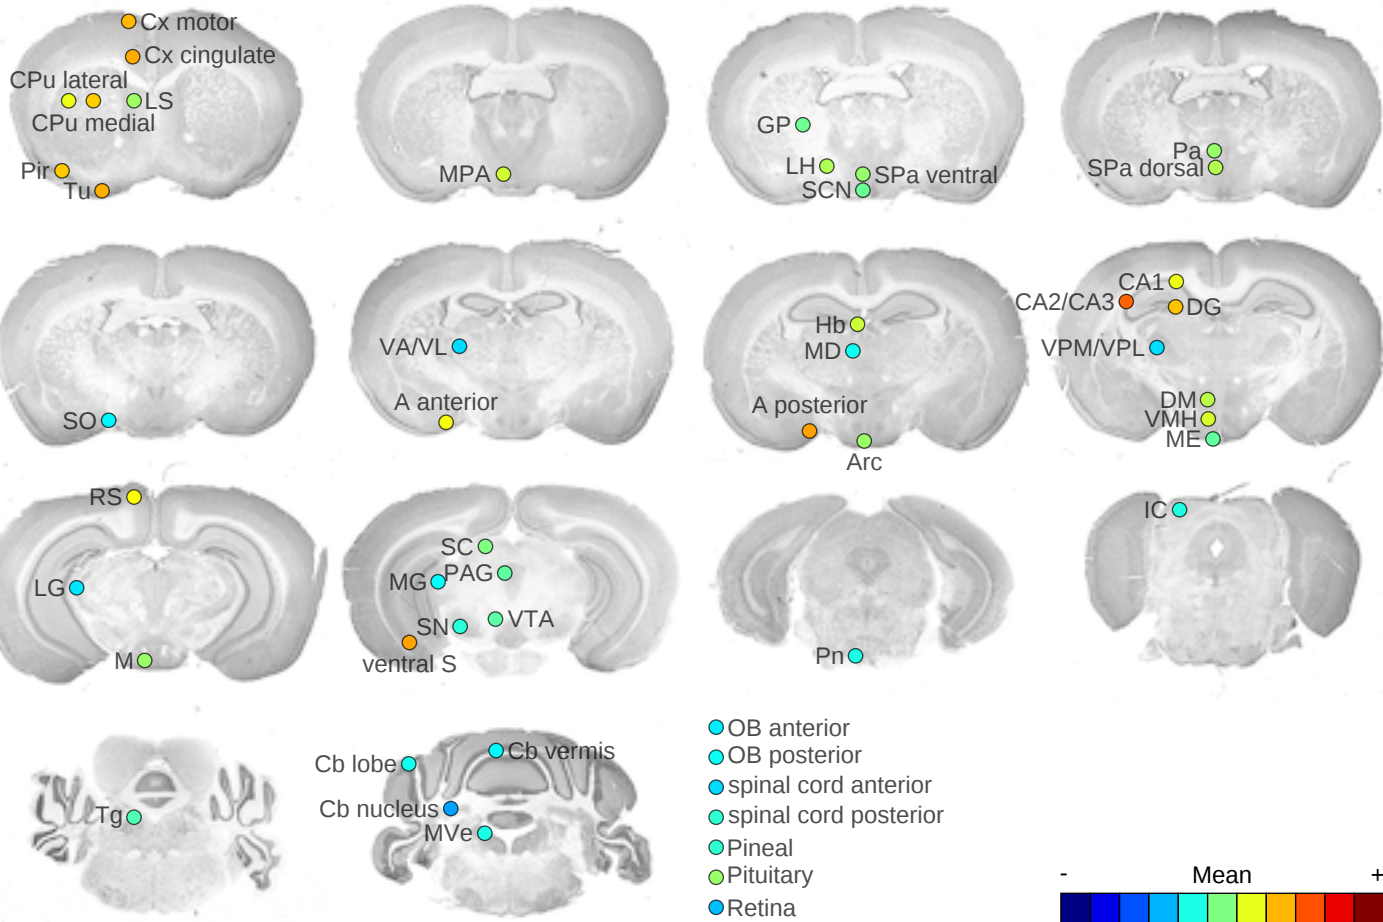 Cx motor
Cx cingulate
CPu lateral
LS
CPu medial
Pir
Tu
MPA
GP
LH
SPa ventral
SCN
Pa
SPa dorsal
SO
VA/VL
A anterior
Hb
MD
A posterior
Arc
CA1
CA2/CA3
DG
VPM/VPL
DM
VMH
ME
RS
LG
M
SC
PAG
MG
SN
VTA
ventral S
Pn
IC
Tg
Cb lobe
Cb vermis
Cb nucleus
MVe
OB anterior
OB posterior
spinal cord anterior
spinal cord posterior
Pineal
Pituitary
Retina
- Mean +